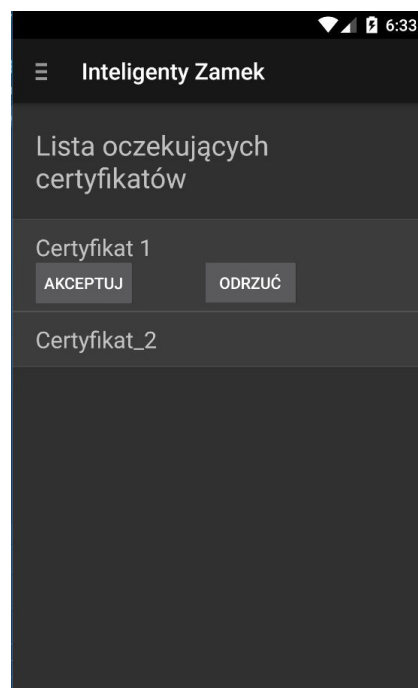 6:33
Inteligenty Zamek
Lista oczekujących
certyfikatów
Certyfikat 1
AKCEPTUJ ODRZUĆ
Certyfikat_2